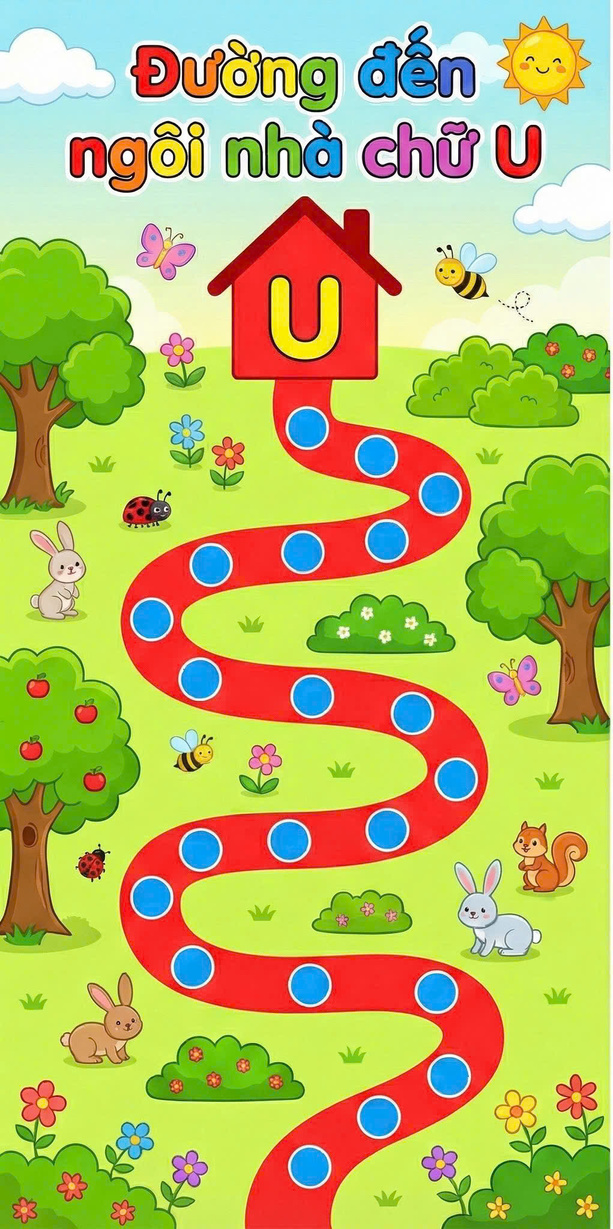 Đường đến
ngôi nhà chữ U
U